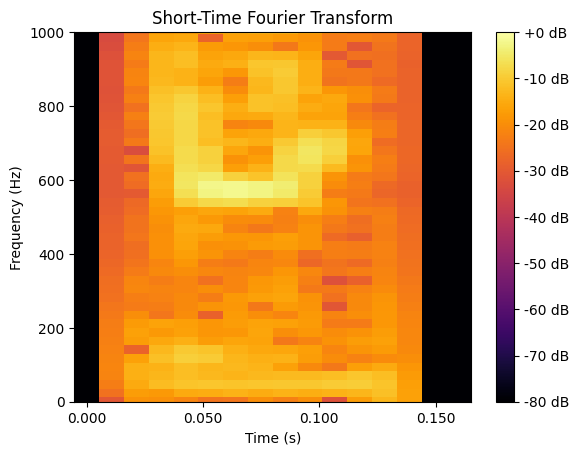 Short-Time Fourier Transform
1000
800
600
400
200
0
Frequency (Hz)
0.000
0.050
0.100
0.150
Time (s)
+0 dB
-10 dB
-20 dB
-30 dB
-40 dB
-50 dB
-60 dB
-70 dB
-80 dB